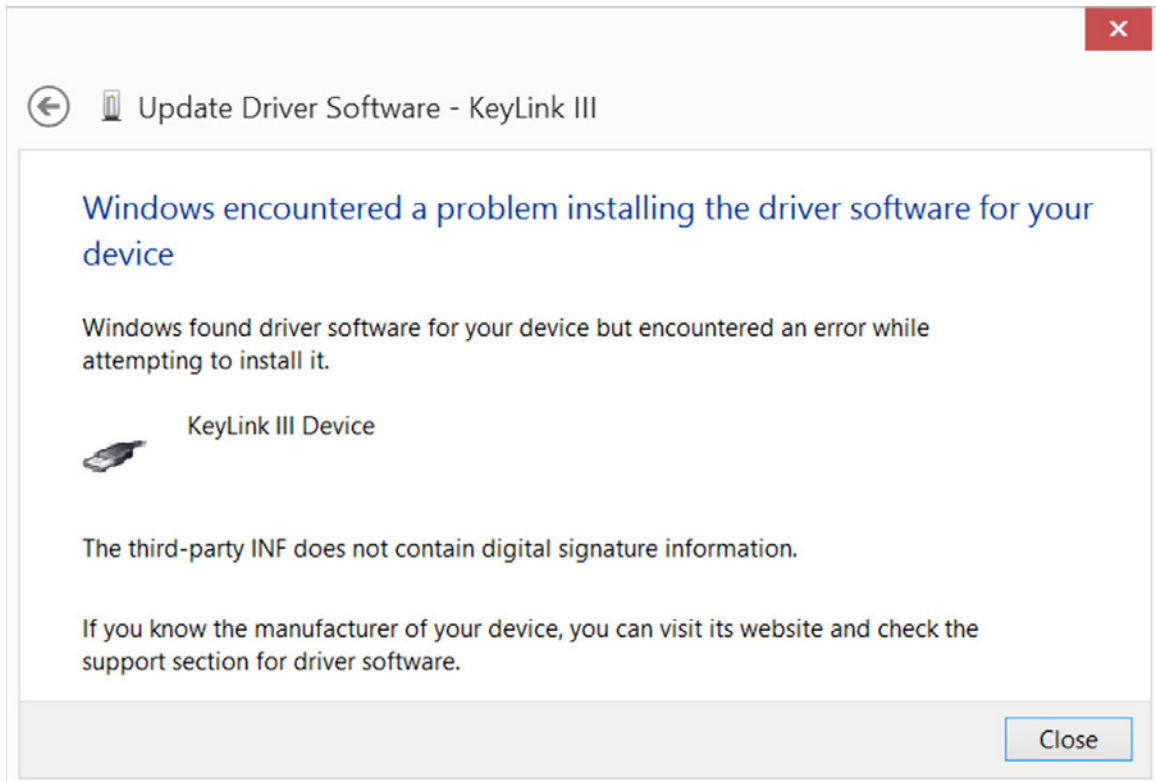 Update Driver Software - KeyLink III
Windows encountered a problem installing the driver software for your
device
Windows found driver software for your device but encountered an error while
attempting to install it.
KeyLink III Device
The third-party INF does not contain digital signature information.
If you know the manufacturer of your device, you can visit its website and check the
support section for driver software.
Close